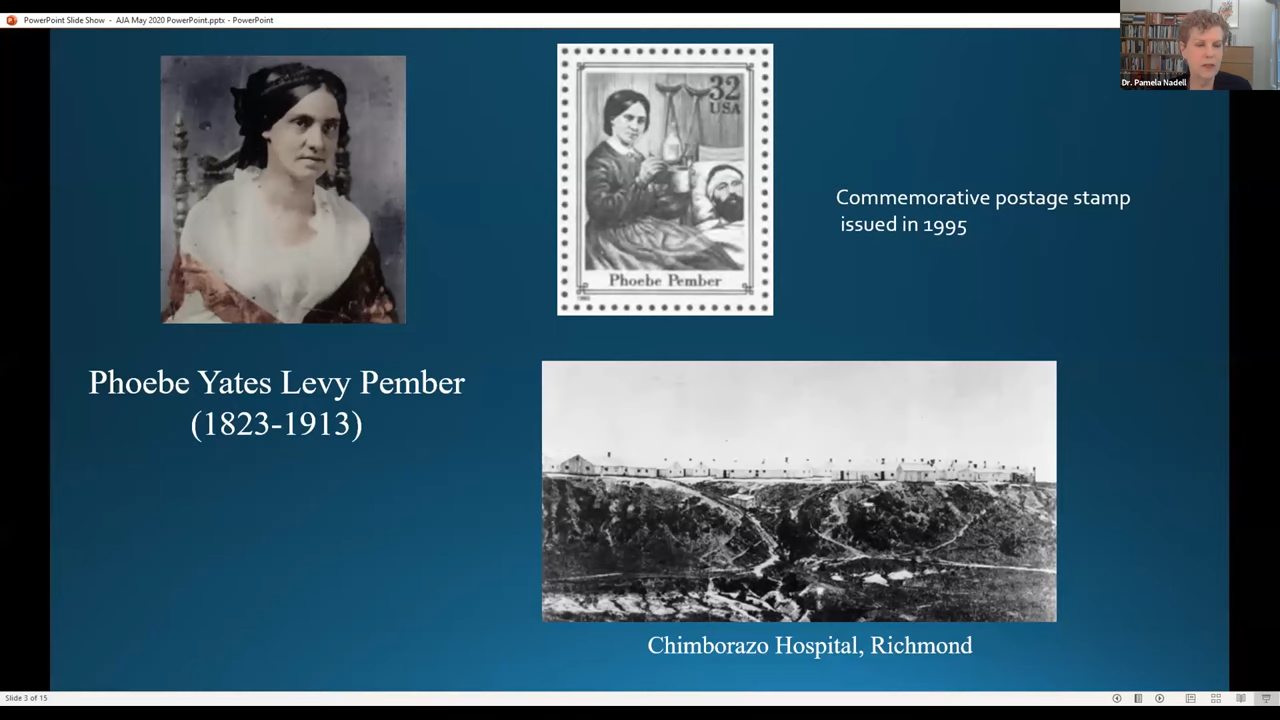 PowerPoint Slide Show - AJA May 2020 PowerPoint.pptx - PowerPoint
Dr. Pamela Nadell
32
USA
Phoebe Pember
Commemorative postage stamp
issued in 1995
Phoebe Yates Levy Pember
(1823-1913)
Chimborazo Hospital, Richmond
Slide 3 of 15